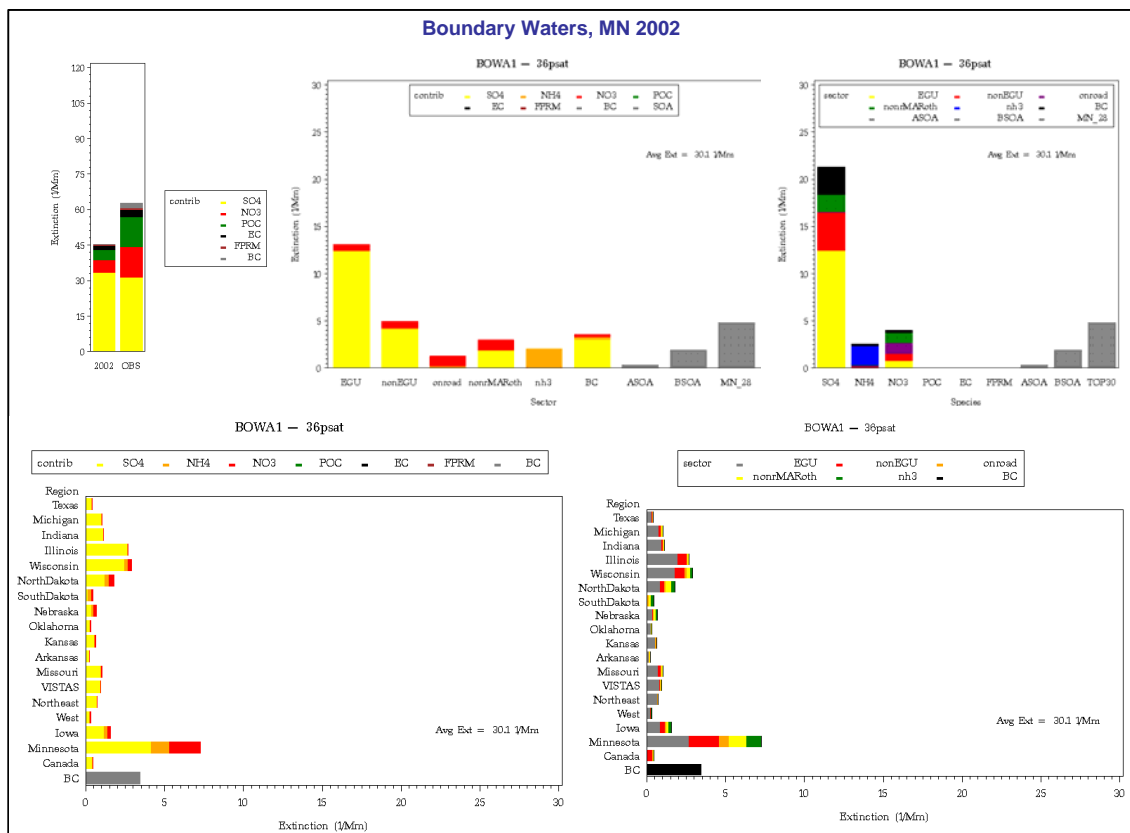 Boundary Waters, MN 2002
120
105
90
75
60
45
30
15
0
Extinction (1/Mm)
2002 OBS
contrib
SO4
NO3
POC
EC
FPRM
BC
BOWA1 – 36psat
contrib SO4 NH4 NO3 POC
EC FPRM BC SOA
Avg Ext = 30.1 1/Mm
30
25
20
15
10
5
0
Extinction (1/Mm)
EGU nonEGU onroad nonrMARoth nh3 BC ASOA BSOA MN_28
Sector
BOWA1 – 36psat
sector EGU nonEGU onroad
nonrMARoth nh3 BC
ASOA BSOA MN_28
Avg Ext = 30.1 1/Mm
30
25
20
15
10
5
0
Extinction (1/Mm)
SO4 NH4 NO3 POC EC FPRM ASOA BSOA TOP30
Species
BOWA1 – 36psat
contrib SO4 NH4 NO3 POC EC FPRM BC
Region
Texas
Michigan
Indiana
Illinois
Wisconsin
NorthDakota
SouthDakota
Nebraska
Oklahoma
Kansas
Arkansas
Missouri
VISTAS
Northeast
West
Iowa
Minnesota
Canada
BC
Avg Ext = 30.1 1/Mm
0 5 10 15 20 25 30
Extinction (1/Mm)
BOWA1 – 36psat
sector EGU nonEGU onroad
nonrMARoth nh3 BC
Region
Texas
Michigan
Indiana
Illinois
Wisconsin
NorthDakota
SouthDakota
Nebraska
Oklahoma
Kansas
Arkansas
Missouri
VISTAS
Northeast
West
Iowa
Minnesota
Canada
BC
Avg Ext = 30.1 1/Mm
0 5 10 15 20 25 30
Extinction (1/Mm)